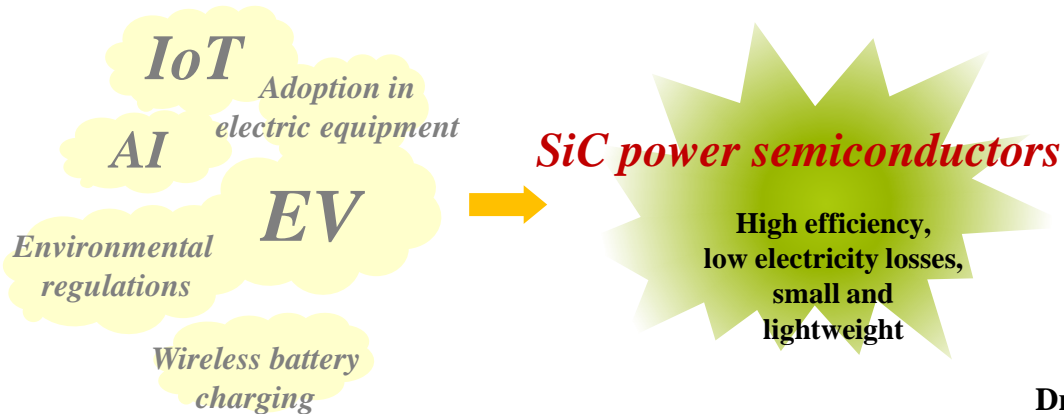 IoT
Adoption in
electric equipment
AI
EV
Environmental
regulations
Wireless battery
charging
SiC power semiconductors
High efficiency,
low electricity losses,
small and
lightweight